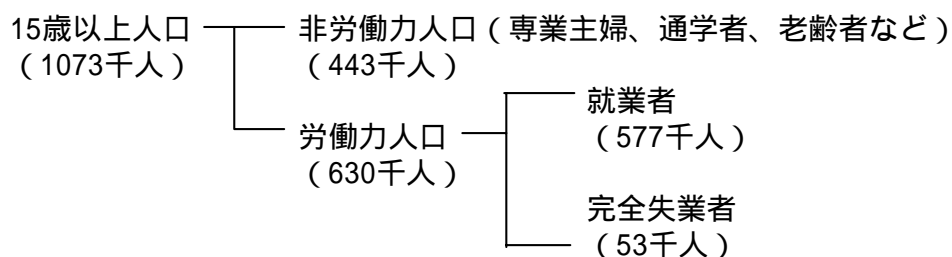 15歳以上人口
（1073千人）
非労働力人口（専業主婦、通学者、老齢者など）
（443千人）
労働力人口
（630千人）
就業者
（577千人）
完全失業者
（53千人）